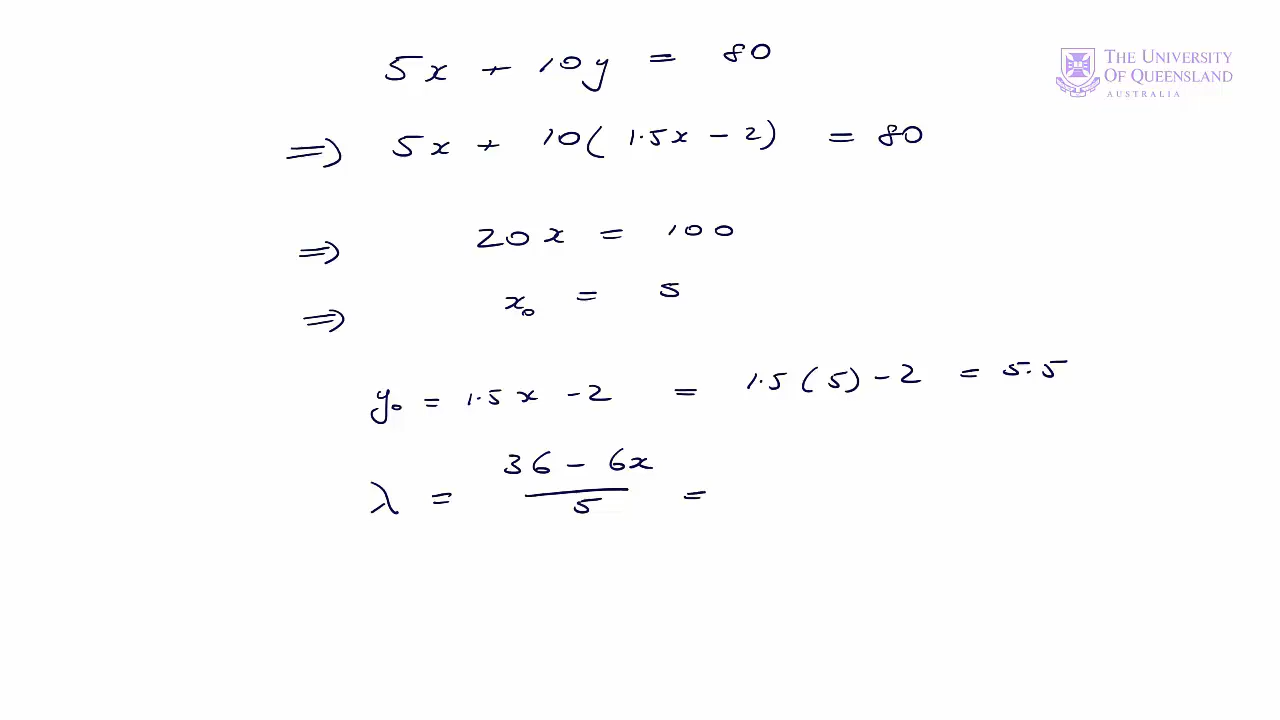 5x + 10y = 80
THE UNIVERSITY
OF QUEENSLAND
AUSTRALIA
⇒ 5x + 10(1.5x - 2) = 80
⇒ 20x = 100
⇒ x₀ = 5
y₀ = 1.5x - 2 = 1.5(5) - 2 = 5.5
λ = (36 - 6x)/5 =